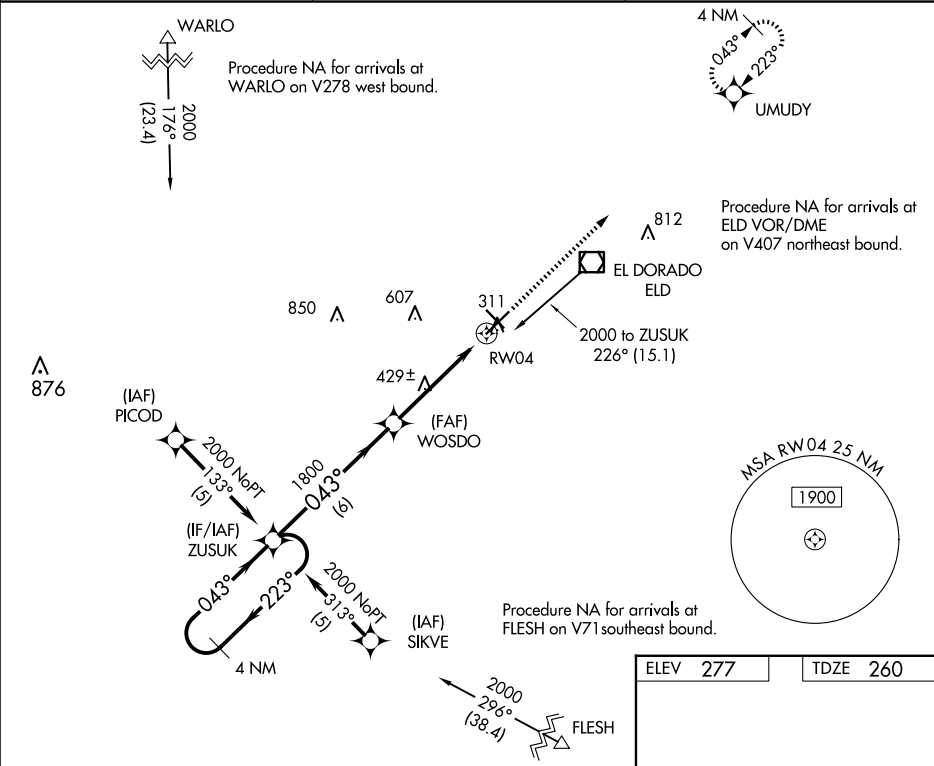 WARLO
Procedure NA for arrivals at
WARLO on V278 west bound.
2000
176°
(23.4)
4 NM
043°
223°
UMUDY
Procedure NA for arrivals at
ELD VOR/DME
on V407 northeast bound.
812
EL DORADO
ELD
850
607
311
2000 to ZUSUK
226° (15.1)
RW04
876
429±
(IAF)
PICOD
(FAF)
WOSDO
2000 NoPT
133°
(5)
1800
043°
(6)
MSA RW04 25 NM
1900
(IF/IAF)
ZUSUK
043°
223°
2000 NoPT
313°
(5)
(IAF)
SIKVE
4 NM
Procedure NA for arrivals at
FLESH on V71southeast bound.
2000
296°
(38.4)
FLESH
ELEV 277
TDZE 260